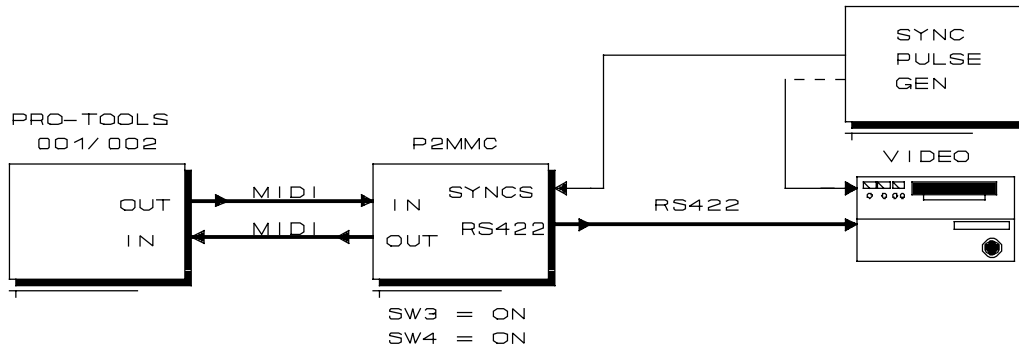 SYNC
PULSE
GEN
PRO-TOOLS
001/002
P2MMC
VIDEO
OUT
MIDI
IN
SYNCS
RS422
IN
MIDI
OUT
RS422
SW3 = ON
SW4 = ON